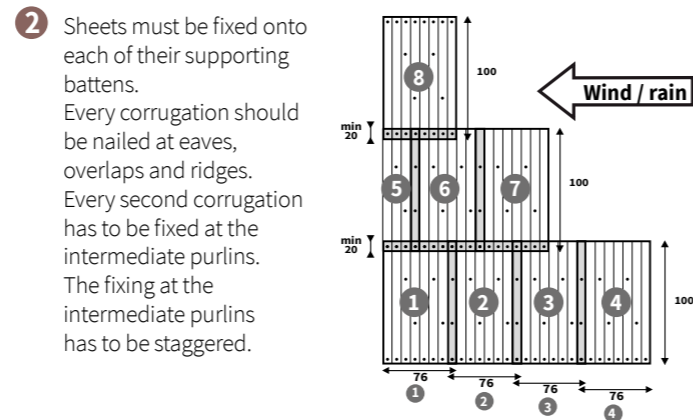 2
Sheets must be fixed onto
each of their supporting
battens.
Every corrugation should
be nailed at eaves,
overlaps and ridges.
Every second corrugation
has to be fixed at the
intermediate purlins.
The fixing at the
intermediate purlins
has to be staggered.
8
100
Wind / rain
min
20
5
6
7
100
min
20
1
2
3
4
100
76
76
76
76
1
2
3
4